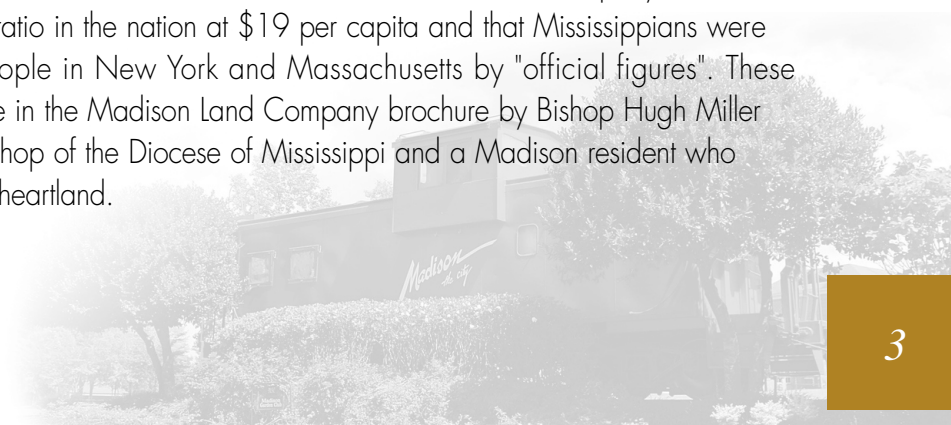 ratio in the nation at $19 per capita and that Mississippians were
ople in New York and Massachusetts by "official figures". These
e in the Madison Land Company brochure by Bishop Hugh Miller
hop of the Diocese of Mississippi and a Madison resident who
heartland.
Madison
the city
3